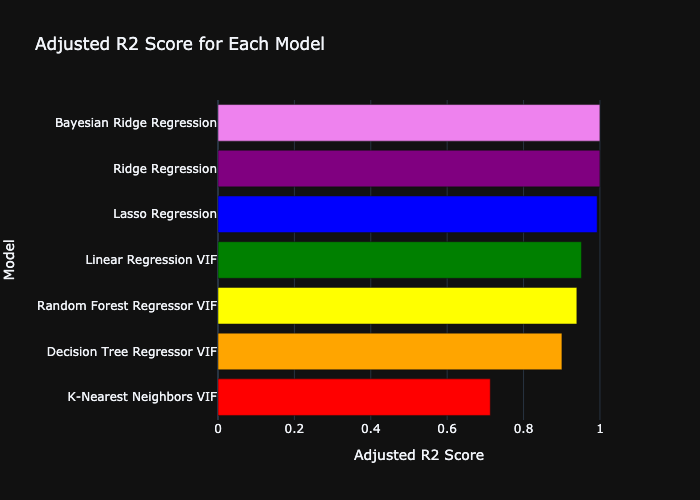 Adjusted R2 Score for Each Model
Bayesian Ridge Regression
Ridge Regression
Lasso Regression
Linear Regression VIF
Random Forest Regressor VIF
Decision Tree Regressor VIF
K-Nearest Neighbors VIF
Model
0 0.2 0.4 0.6 0.8 1
Adjusted R2 Score